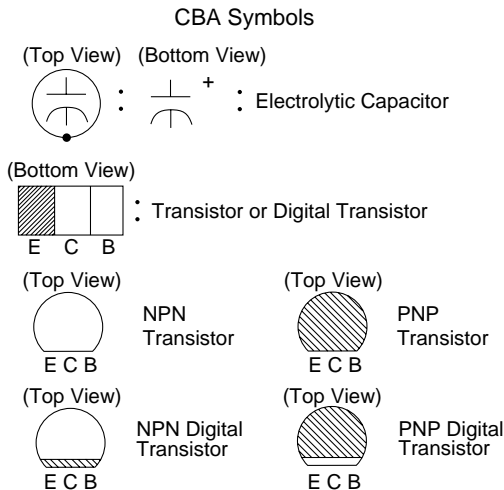 CBA Symbols
(Top View) (Bottom View)
+
: : Electrolytic Capacitor
(Bottom View)
: Transistor or Digital Transistor
E C B
(Top View) (Top View)
NPN PNP
Transistor Transistor
E C B E C B
(Top View) (Top View)
NPN Digital PNP Digital
Transistor Transistor
E C B E C B